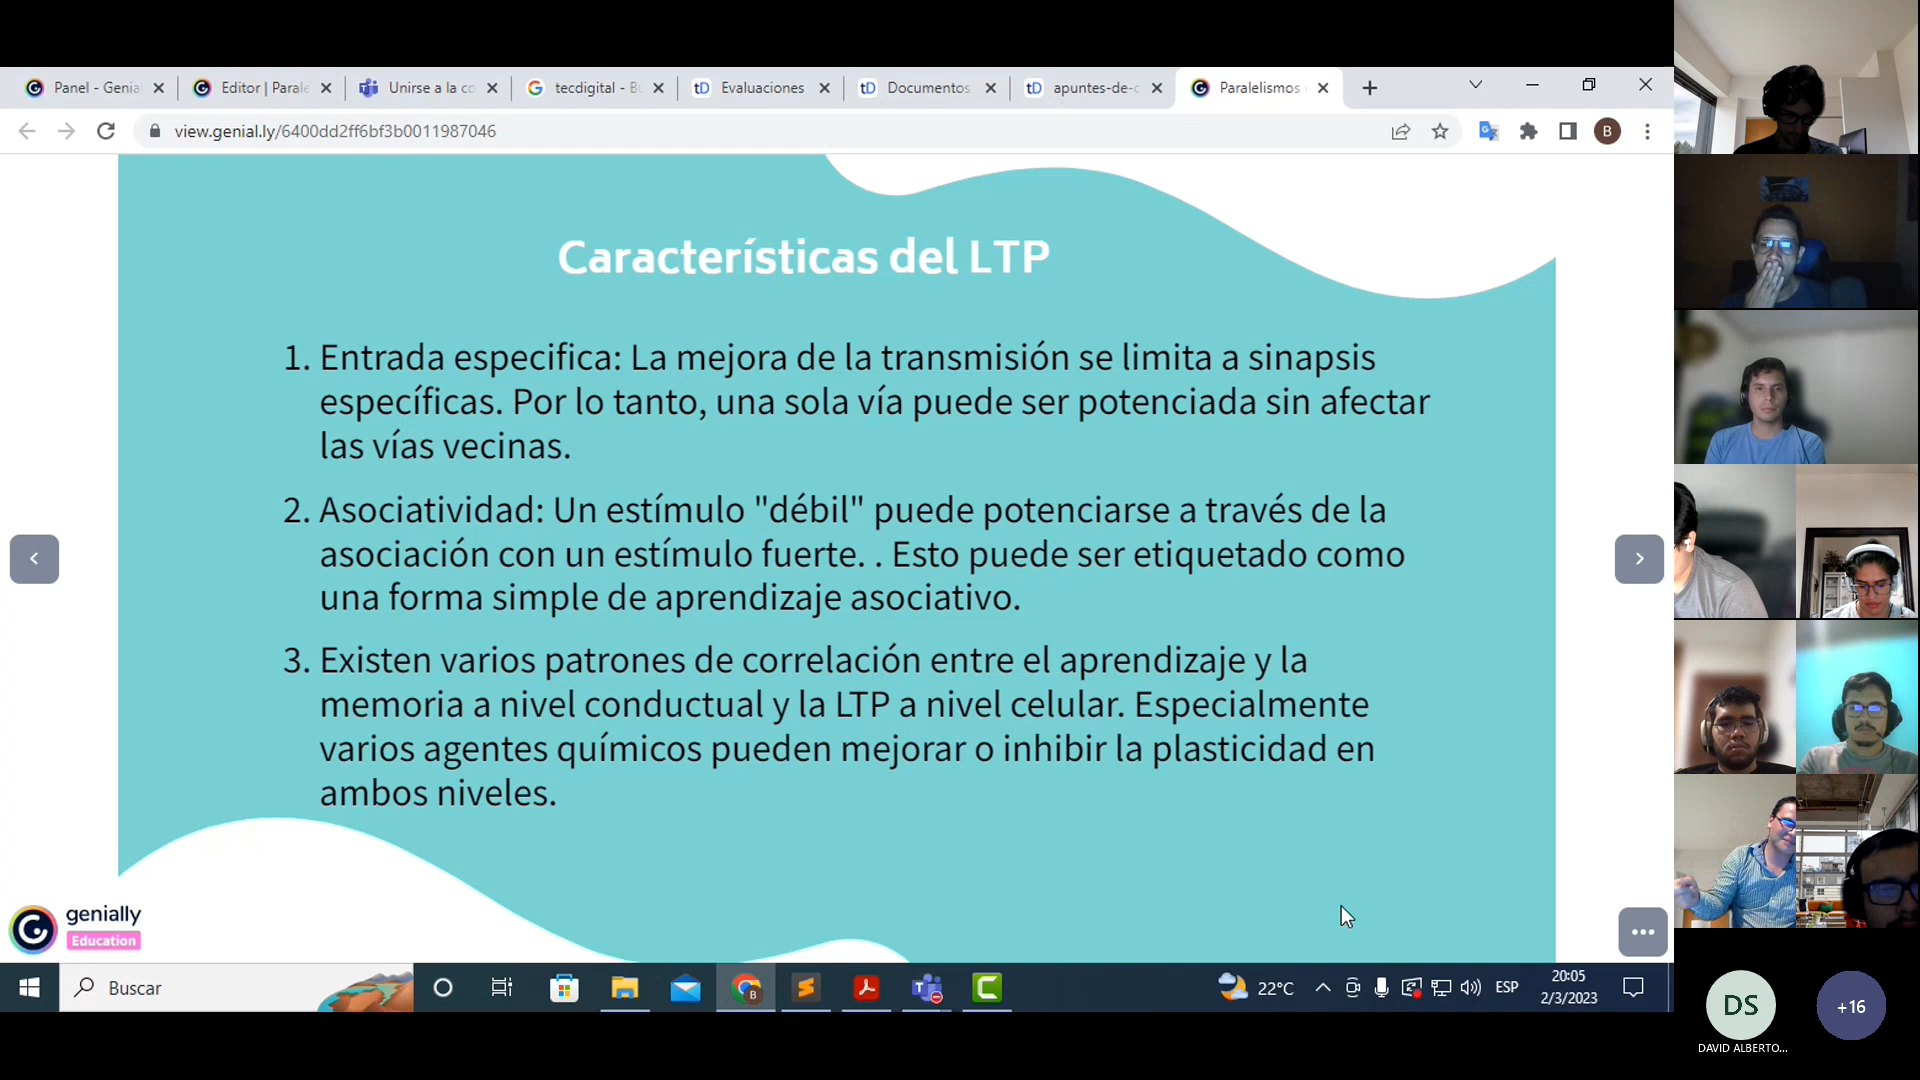 Panel - Genia
Editor | Parale
Unirse a la co
tecdigital - Bu
Evaluaciones
Documentos
apuntes-de-c
Paralelismos
view.genial.ly/6400dd2ff6bf3b0011987046
B
Características del LTP
1. Entrada especifica: La mejora de la transmisión se limita a sinapsis
específicas. Por lo tanto, una sola vía puede ser potenciada sin afectar
las vías vecinas.
2. Asociatividad: Un estímulo "débil" puede potenciarse a través de la
asociación con un estímulo fuerte. . Esto puede ser etiquetado como
una forma simple de aprendizaje asociativo.
3. Existen varios patrones de correlación entre el aprendizaje y la
memoria a nivel conductual y la LTP a nivel celular. Especialmente
varios agentes químicos pueden mejorar o inhibir la plasticidad en
ambos niveles.
genially
Education
Buscar
22°C
ESP
20:05
2/3/2023
DS
+16
DAVID ALBERTO...